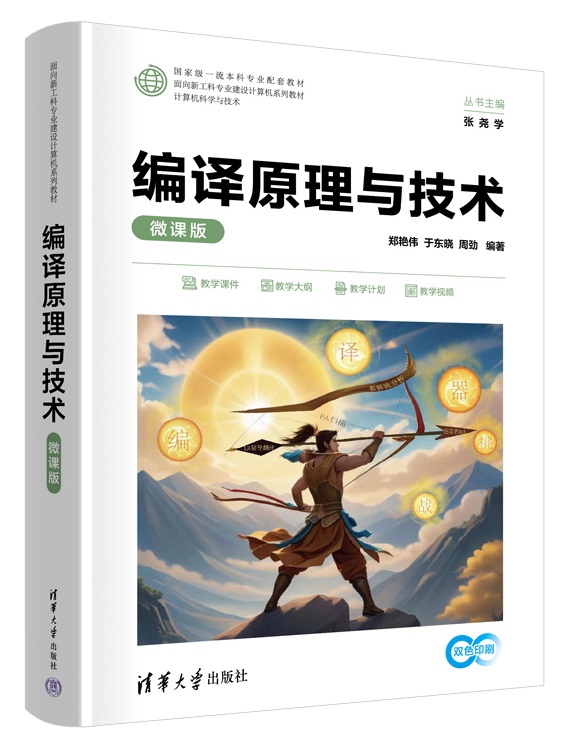 面向新工科专业建设计算机系列教材
编译原理与技术
微课版
清华大学出版社
国家级一流本科专业配套教材
面向新工科专业建设计算机系列教材
计算机科学与技术
丛书主编
张尧学
编译原理与技术
微课版
郑艳伟 于东晓 周劲 编著
教学课件
教学大纲
教学计划
教学视频
译
器
编
排
战
FA扫描
双色印刷
清华大学出版社